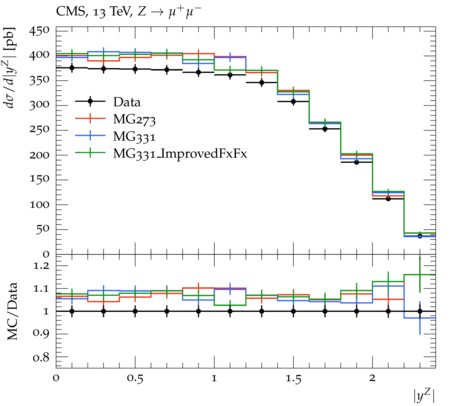 CMS, 13 TeV, Z → μ⁺μ⁻
dσ/d|y^Z| [pb]
450
400
350
300
250
200
150
100
50
0
Data
MG273
MG331
MG331_ImprovedFxFx
MC/Data
1.2
1.1
1
0.9
0.8
0 0.5 1 1.5 2
|y^Z|